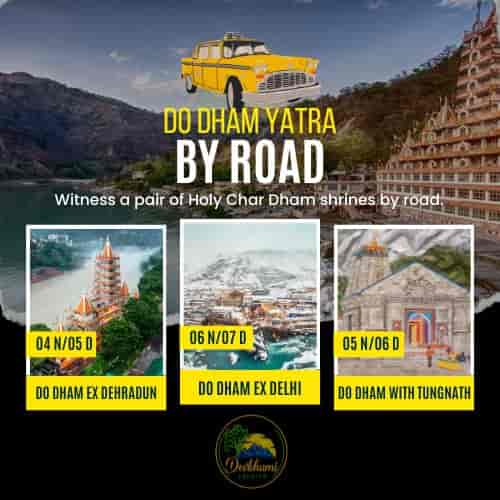 DO DHAM YATRA
BY ROAD
Witness a pair of Holy Char Dham shrines by road.
04 N/05 D
DO DHAM EX DEHRADUN
06 N/07 D
DO DHAM EX DELHI
05 N/06 D
DO DHAM WITH TUNGNATH
Devbhumi